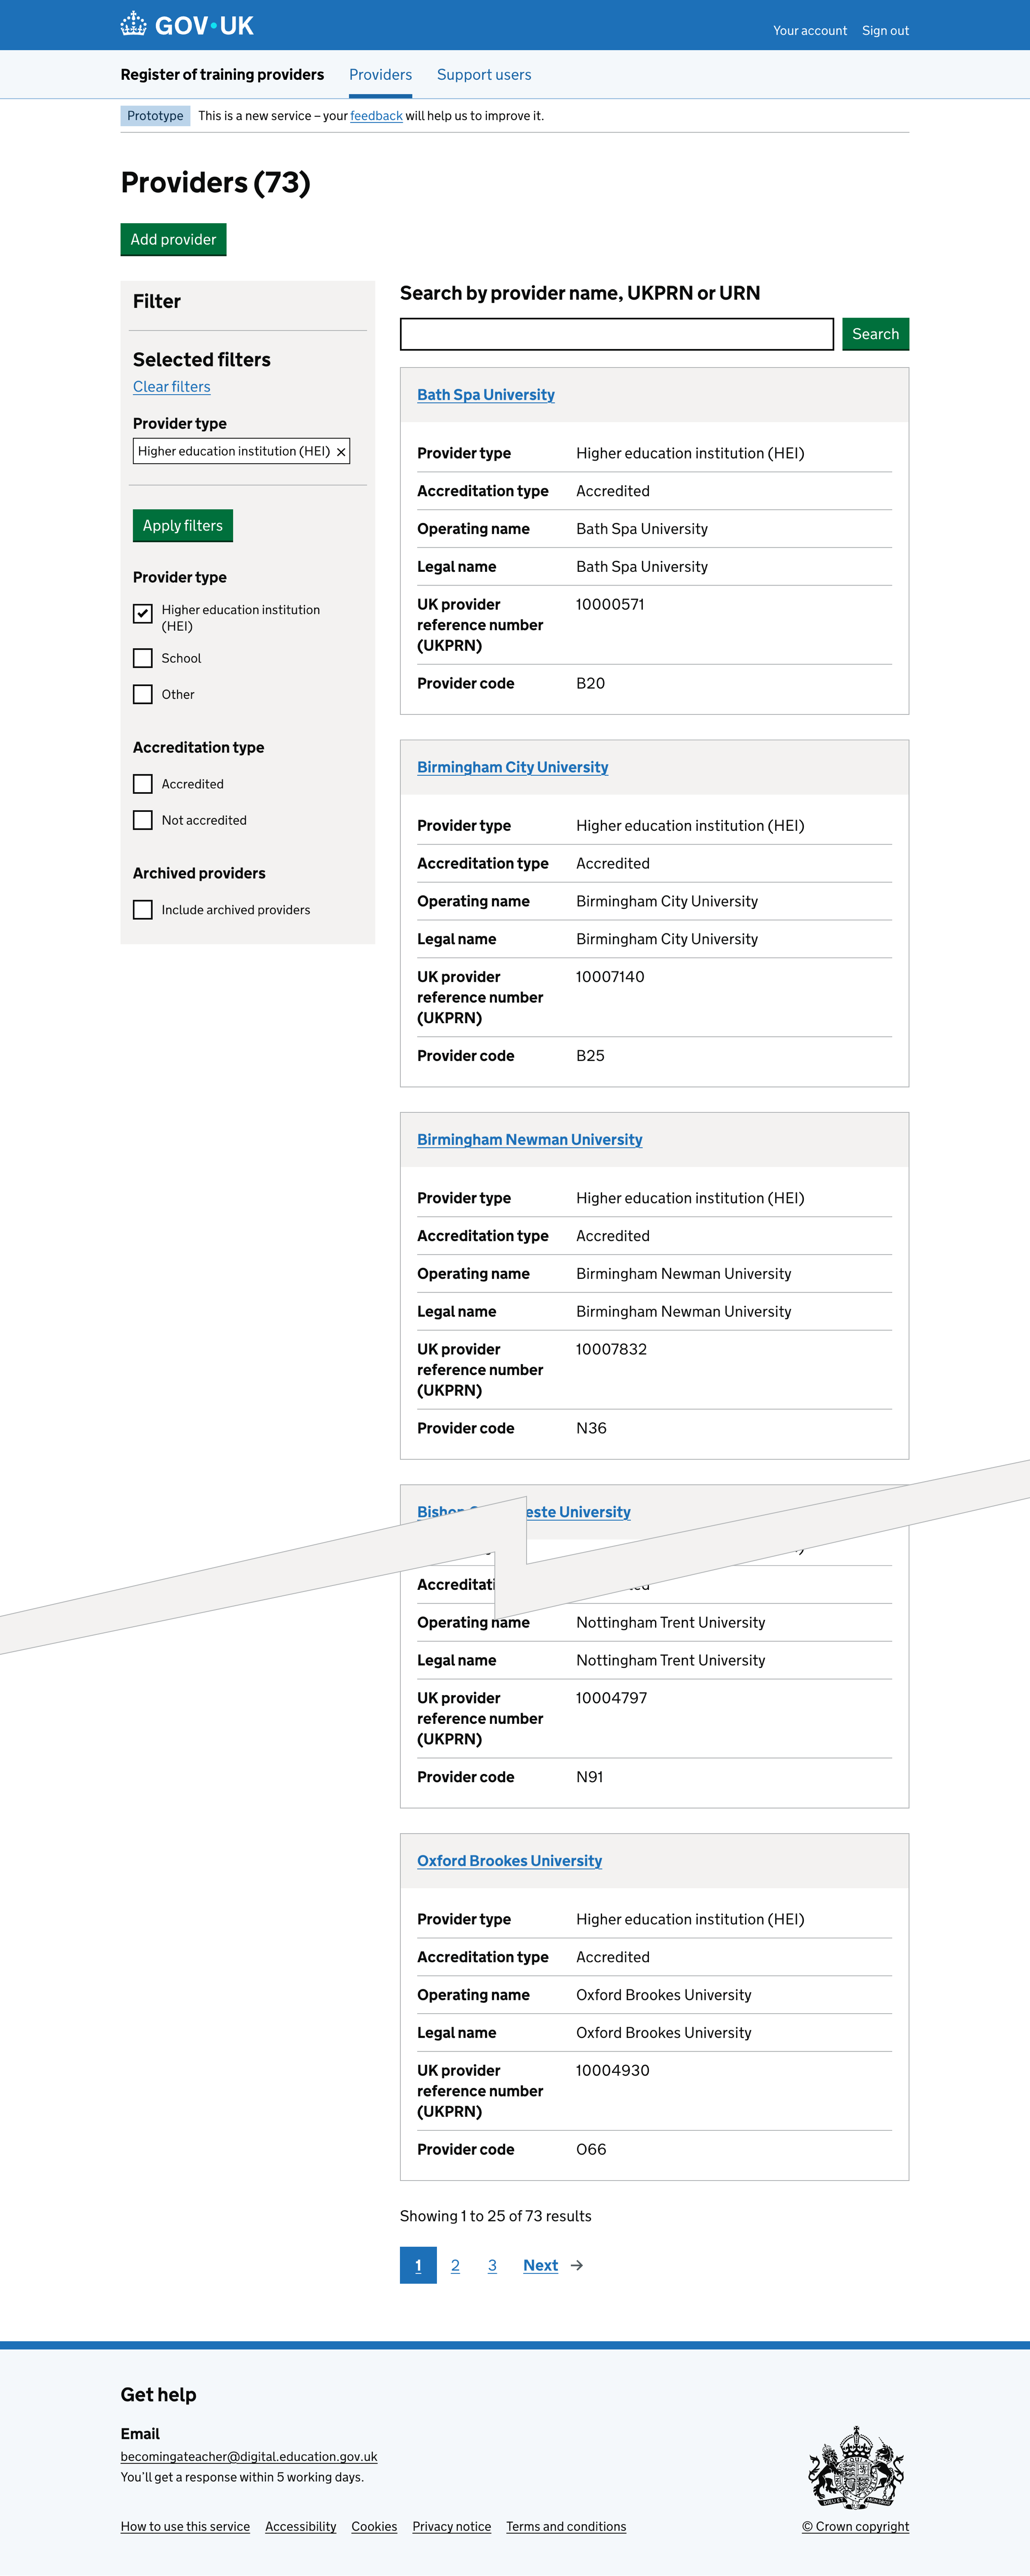 GOV·UK
Your account Sign out
Register of training providers Providers Support users
Prototype This is a new service – your feedback will help us to improve it.
Providers (73)
Add provider
Filter
Selected filters
Clear filters
Provider type
Higher education institution (HEI) ✕
Apply filters
Provider type
Higher education institution
(HEI)
School
Other
Accreditation type
Accredited
Not accredited
Archived providers
Include archived providers
Search by provider name, UKPRN or URN
Search
Bath Spa University
Provider type Higher education institution (HEI)
Accreditation type Accredited
Operating name Bath Spa University
Legal name Bath Spa University
UK provider 10000571
reference number
(UKPRN)
Provider code B20
Birmingham City University
Provider type Higher education institution (HEI)
Accreditation type Accredited
Operating name Birmingham City University
Legal name Birmingham City University
UK provider 10007140
reference number
(UKPRN)
Provider code B25
Birmingham Newman University
Provider type Higher education institution (HEI)
Accreditation type Accredited
Operating name Birmingham Newman University
Legal name Birmingham Newman University
UK provider 10007832
reference number
(UKPRN)
Provider code N36
University
Operating name Nottingham Trent University
Legal name Nottingham Trent University
UK provider 10004797
reference number
(UKPRN)
Provider code N91
Oxford Brookes University
Provider type Higher education institution (HEI)
Accreditation type Accredited
Operating name Oxford Brookes University
Legal name Oxford Brookes University
UK provider 10004930
reference number
(UKPRN)
Provider code O66
Showing 1 to 25 of 73 results
1 2 3 Next →
Get help
Email
becomingateacher@digital.education.gov.uk
You’ll get a response within 5 working days.
How to use this service Accessibility Cookies Privacy notice Terms and conditions
© Crown copyright